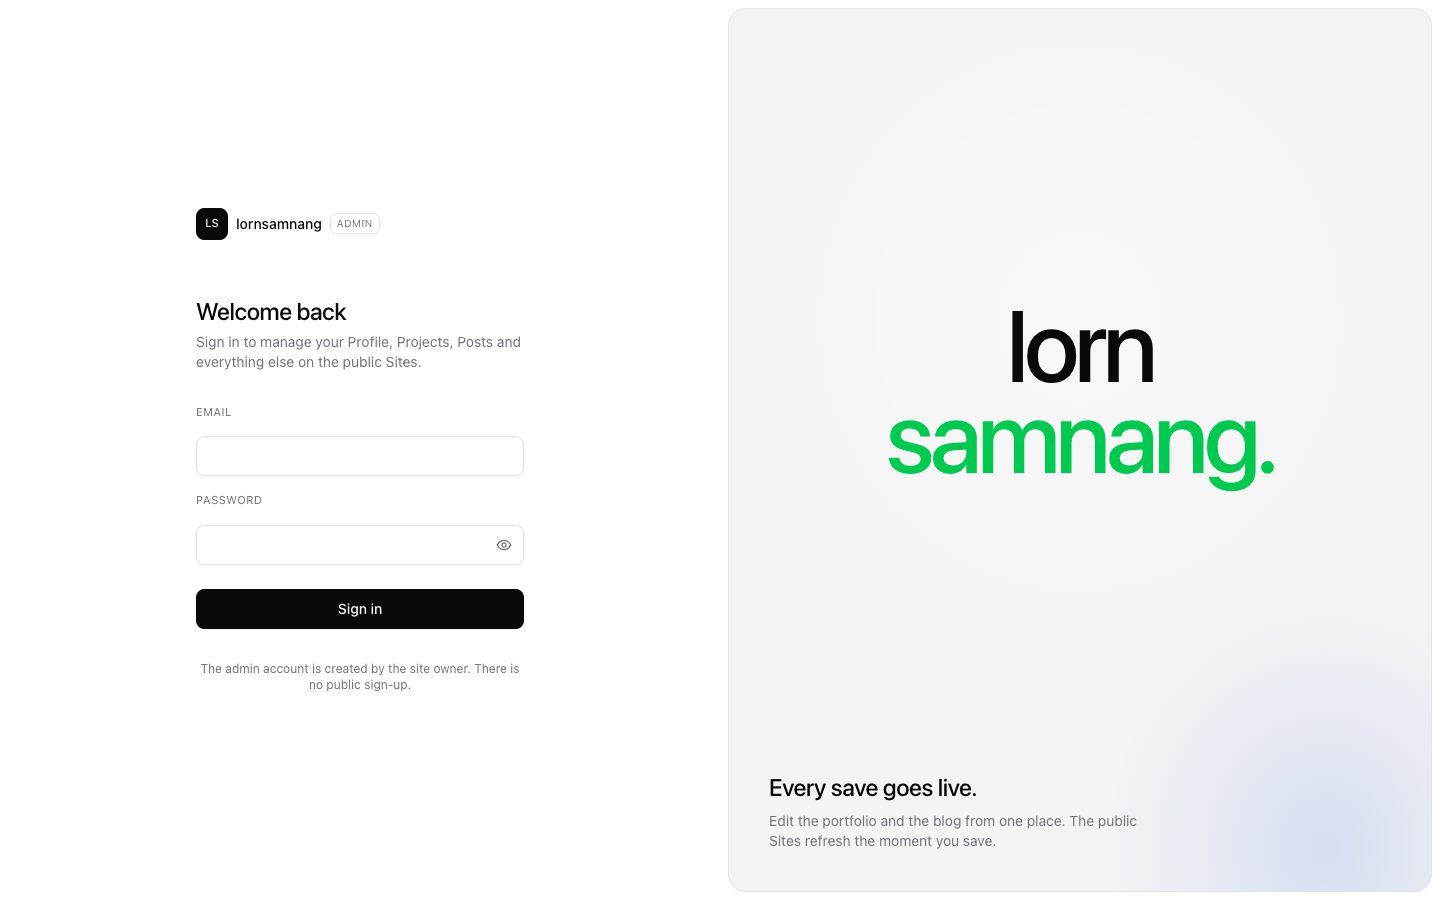 LS lornsamnang ADMIN
Welcome back
Sign in to manage your Profile, Projects, Posts and
everything else on the public Sites.
EMAIL
PASSWORD
Sign in
The admin account is created by the site owner. There is
no public sign-up.
lorn
samnang.
Every save goes live.
Edit the portfolio and the blog from one place. The public
Sites refresh the moment you save.